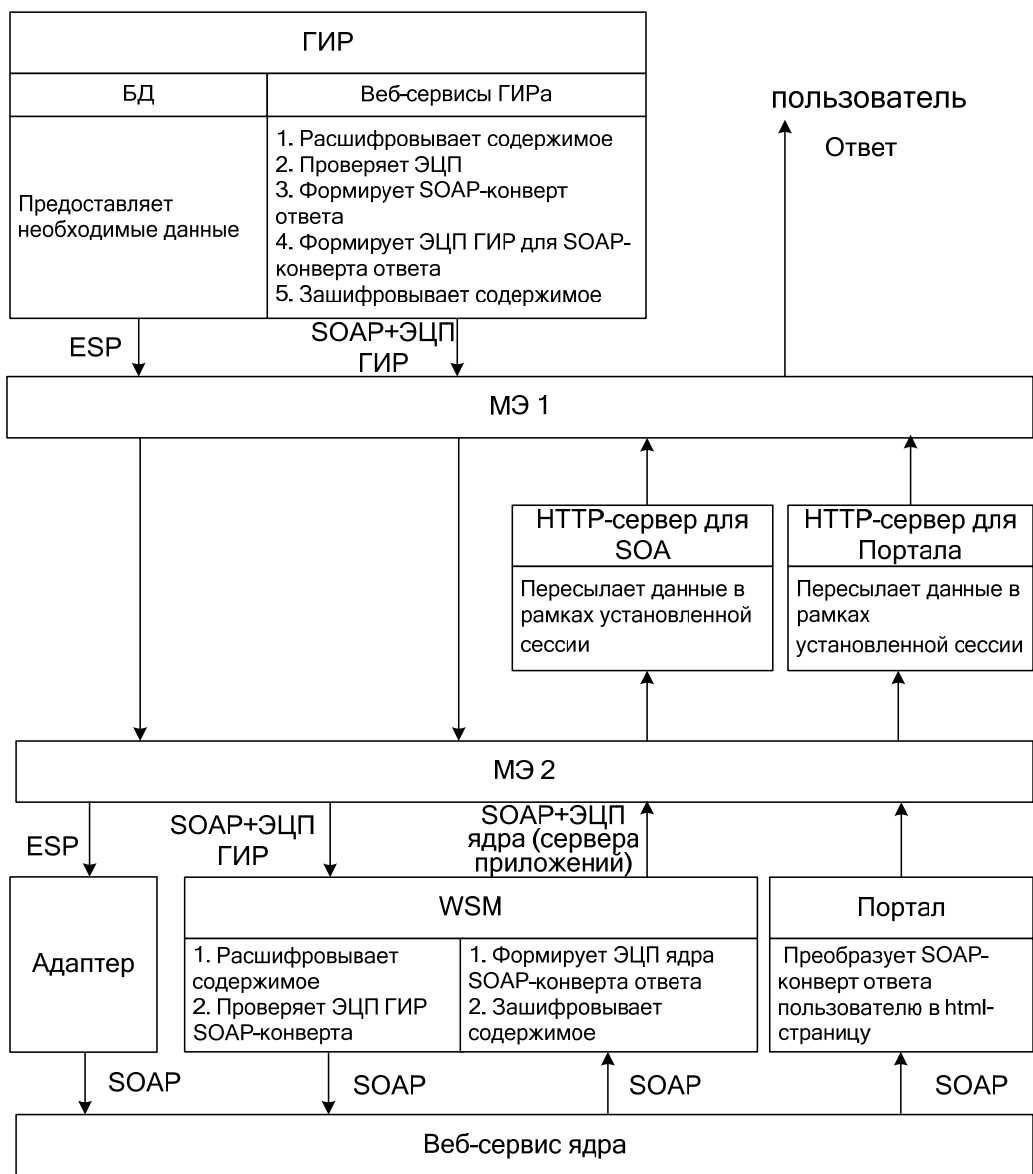 ГИР
БД
Веб-сервисы ГИРа
Предоставляет
необходимые данные
1. Расшифровывает содержимое
2. Проверяет ЭЦП
3. Формирует SOAP-конверт
ответа
4. Формирует ЭЦП ГИР для SOAP-
конверта ответа
5. Зашифровывает содержимое
пользователь
Ответ
ESP
SOAP+ЭЦП
ГИР
МЭ 1
HTTP-сервер для
SOA
Пересылает данные в
рамках установленной
сессии
HTTP-сервер для
Портала
Пересылает данные в
рамках
установленной сессии
МЭ 2
ESP
SOAP+ЭЦП
ГИР
SOAP+ЭЦП
ядра (сервера
приложений)
Адаптер
WSM
1. Расшифровывает
содержимое
2. Проверяет ЭЦП ГИР
SOAP-конверта
1. Формирует ЭЦП ядра
SOAP-конверта ответа
2. Зашифровывает
содержимое
Портал
Преобразует SOAP-
конверт ответа
пользователю в html-
страницу
SOAP
SOAP
SOAP
SOAP
Веб-сервис ядра